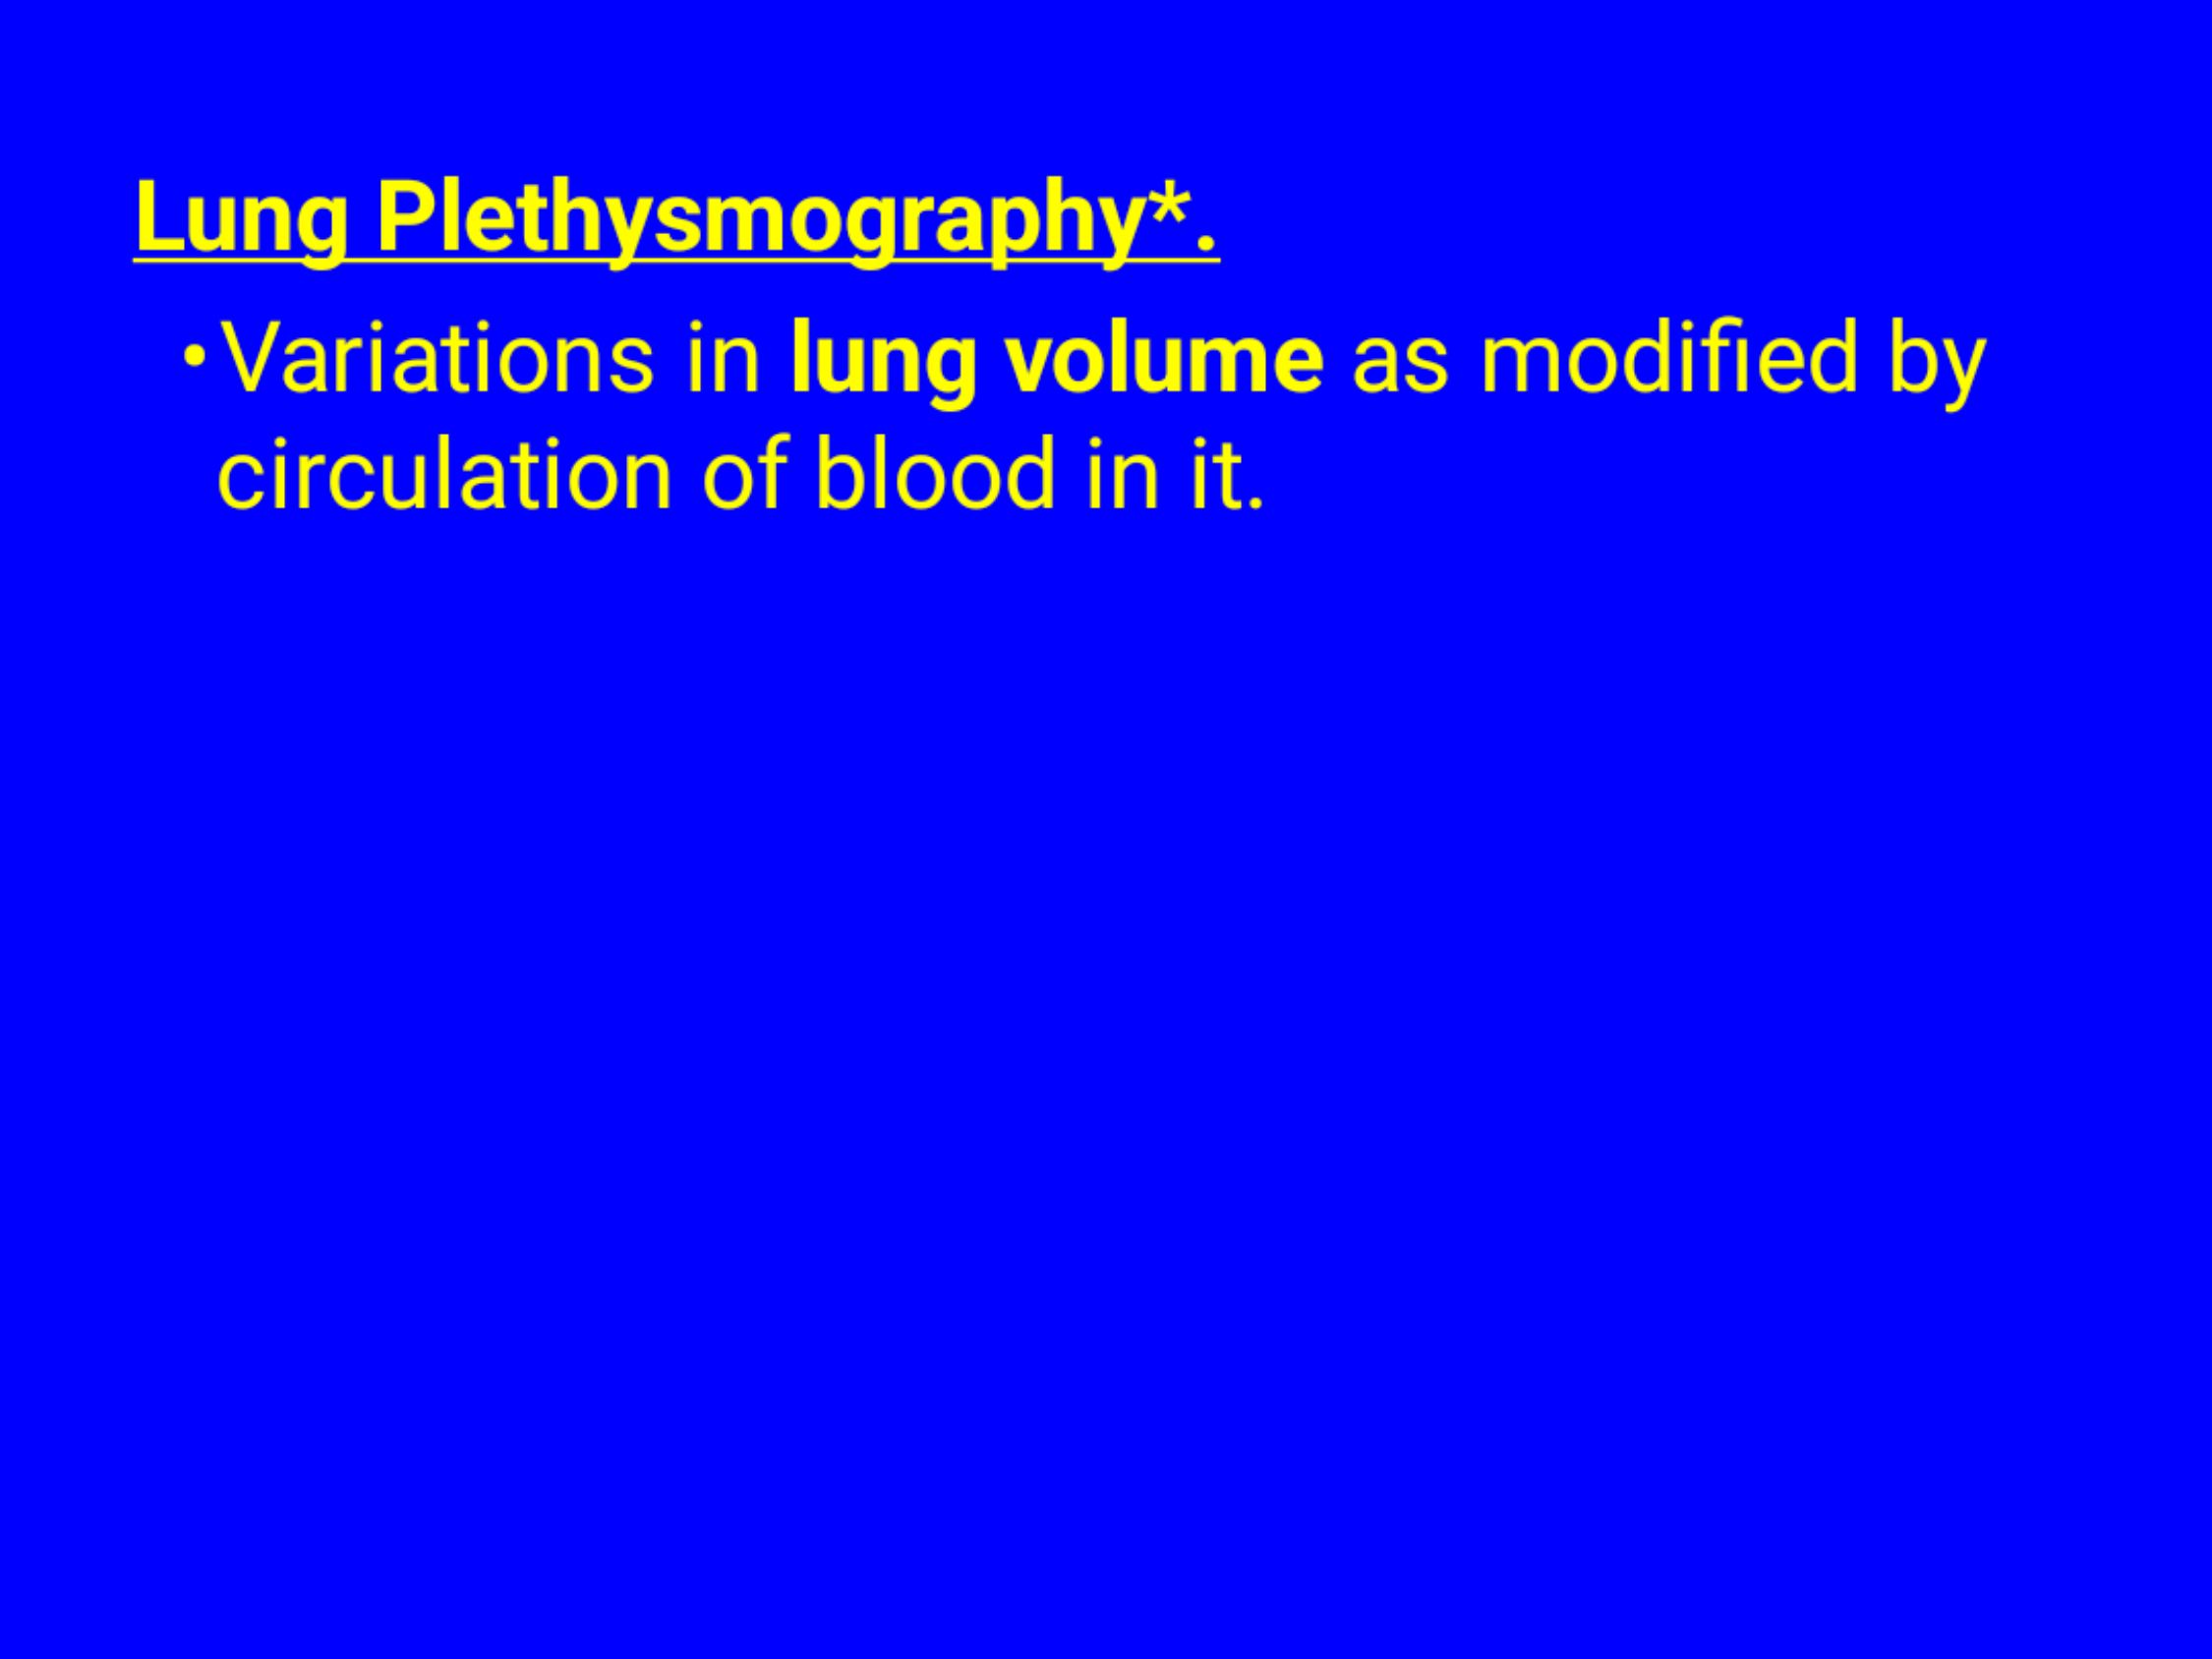 Lung Plethysmography*.
•Variations in lung volume as modified by
circulation of blood in it.